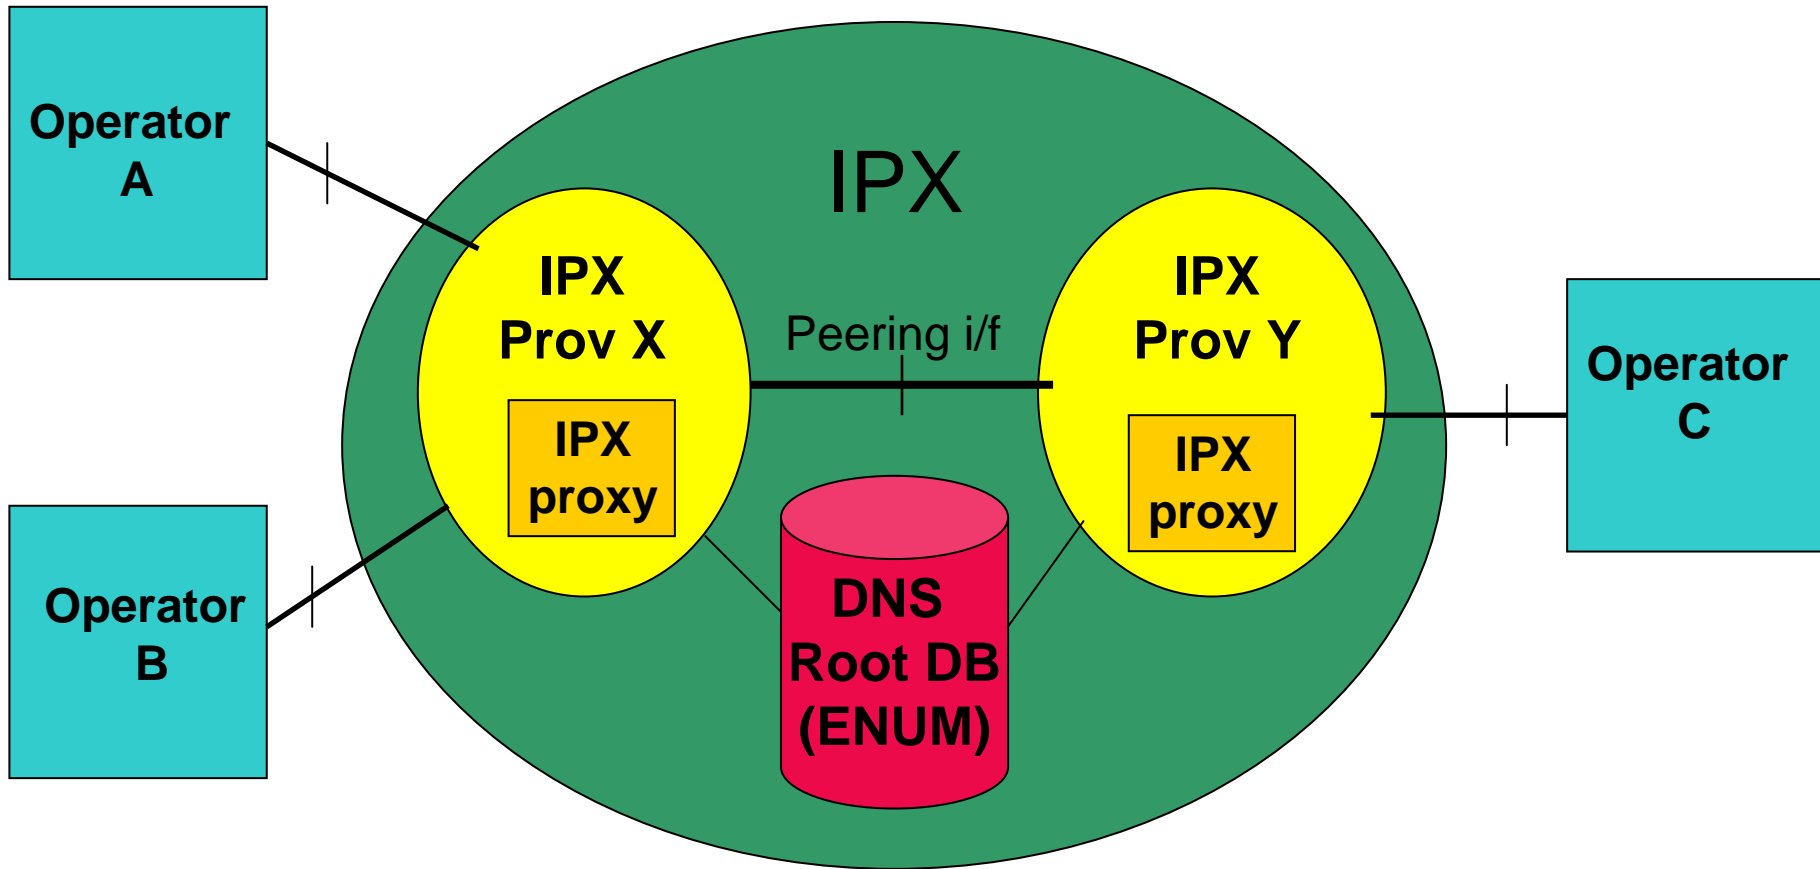 Operator
A
IPX
IPX
Prov X
IPX
Prov Y
Peering i/f
Operator
C
IPX
proxy
IPX
proxy
Operator
B
DNS
Root DB
(ENUM)